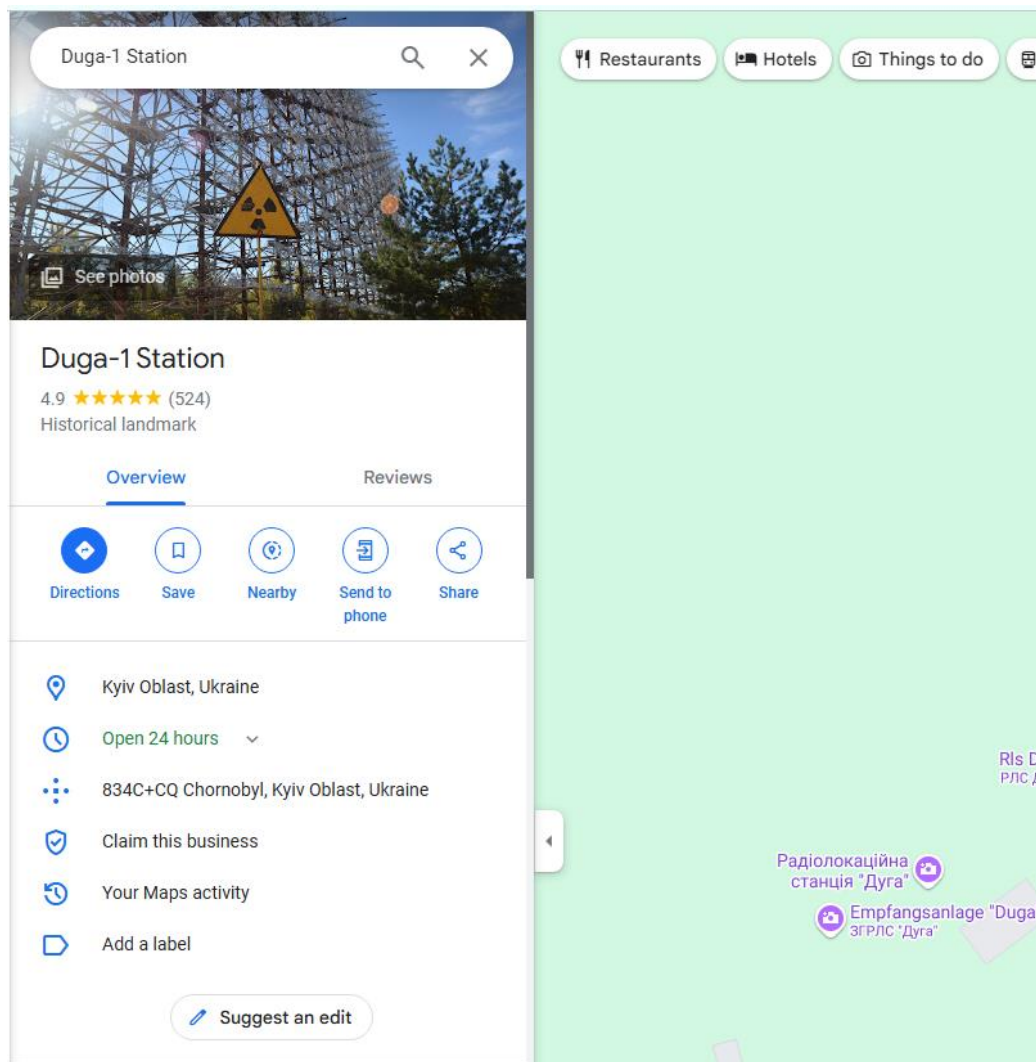 Duga-1 Station
Restaurants
Hotels
Things to do
See photos
Duga-1 Station
4.9 ★★★★★ (524)
Historical landmark
Overview
Reviews
Directions
Save
Nearby
Send to
phone
Share
Kyiv Oblast, Ukraine
Open 24 hours
834C+CQ Chornobyl, Kyiv Oblast, Ukraine
Claim this business
Your Maps activity
Add a label
Suggest an edit
Rls D
РЛС
Радіолокаційна
станція "Дуга"
Empfangsanlage "Duga
ЗГРЛС "Дуга"